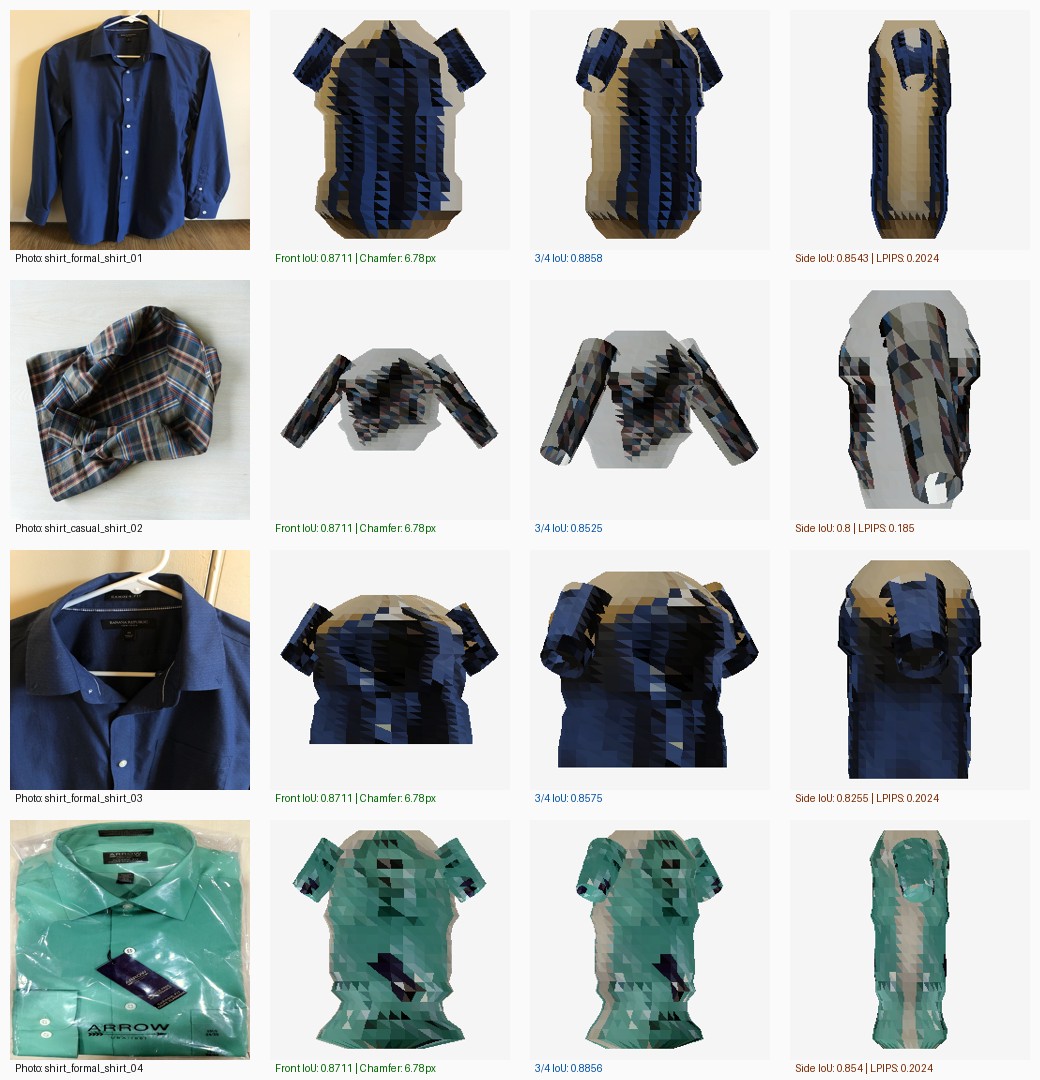 Photo: shirt_formal_shirt_01
Front IoU: 0.8711 | Chamfer: 6.78px
3/4 IoU: 0.8858
Side IoU: 0.8543 | LPIPS: 0.2024
Photo: shirt_casual_shirt_02
Front IoU: 0.8711 | Chamfer: 6.78px
3/4 IoU: 0.8525
Side IoU: 0.8 | LPIPS: 0.185
BANANA REPUBLIC
Photo: shirt_formal_shirt_03
Front IoU: 0.8711 | Chamfer: 6.78px
3/4 IoU: 0.8575
Side IoU: 0.8255 | LPIPS: 0.2024
ARROW
ARROW
ARROW
Photo: shirt_formal_shirt_04
Front IoU: 0.8711 | Chamfer: 6.78px
3/4 IoU: 0.8856
Side IoU: 0.854 | LPIPS: 0.2024